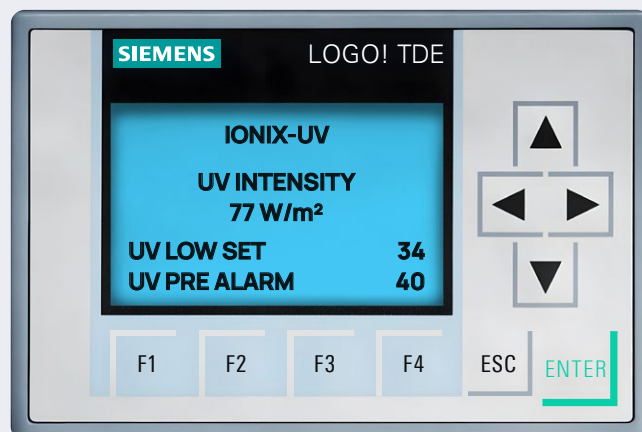 SIEMENS LOGO! TDE
IONIX-UV
UV INTENSITY
77 W/m²
UV LOW SET 34
UV PRE ALARM 40
F1 F2 F3 F4 ESC ENTER